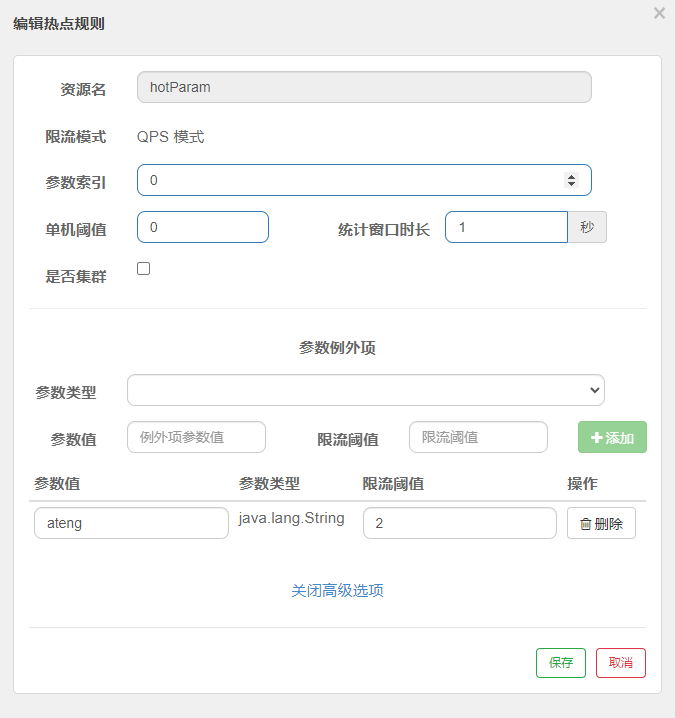 编辑热点规则
×
资源名 hotParam
限流模式 QPS 模式
参数索引 0
单机阈值 0 统计窗口时长 1 秒
是否集群
参数例外项
参数类型
参数值 例外项参数值 限流阈值 限流阈值 添加
参数值 参数类型 限流阈值 操作
ateng java.lang.String 2 删除
关闭高级选项
保存 取消